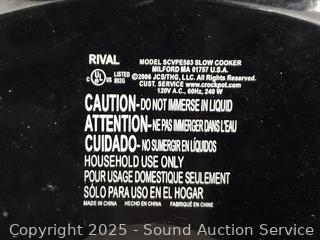 RIVAL
MODEL SCVPE503 SLOW COOKER
MILFORD MA 01757 U.S.A.
C UL US LISTED 892G
©2006 JCS/THG, LLC. ALL RIGHTS RESERVED
CUST. SERVICE www.crockpot.com
120V A.C., 60Hz, 240 W
CAUTION-DO NOT IMMERSE IN LIQUID
ATTENTION-NE PAS IMMERGER DANS L'EAU
CUIDADO-NO SUMERGIR EN LÍQUIDOS
HOUSEHOLD USE ONLY
POUR USAGE DOMESTIQUE SEULEMENT
SÓLO PARA USO EN EL HOGAR
MADE IN CHINA HECHO EN CHINA FABRIQUÉ EN CHINE
Copyright 2025 - Sound Auction Service